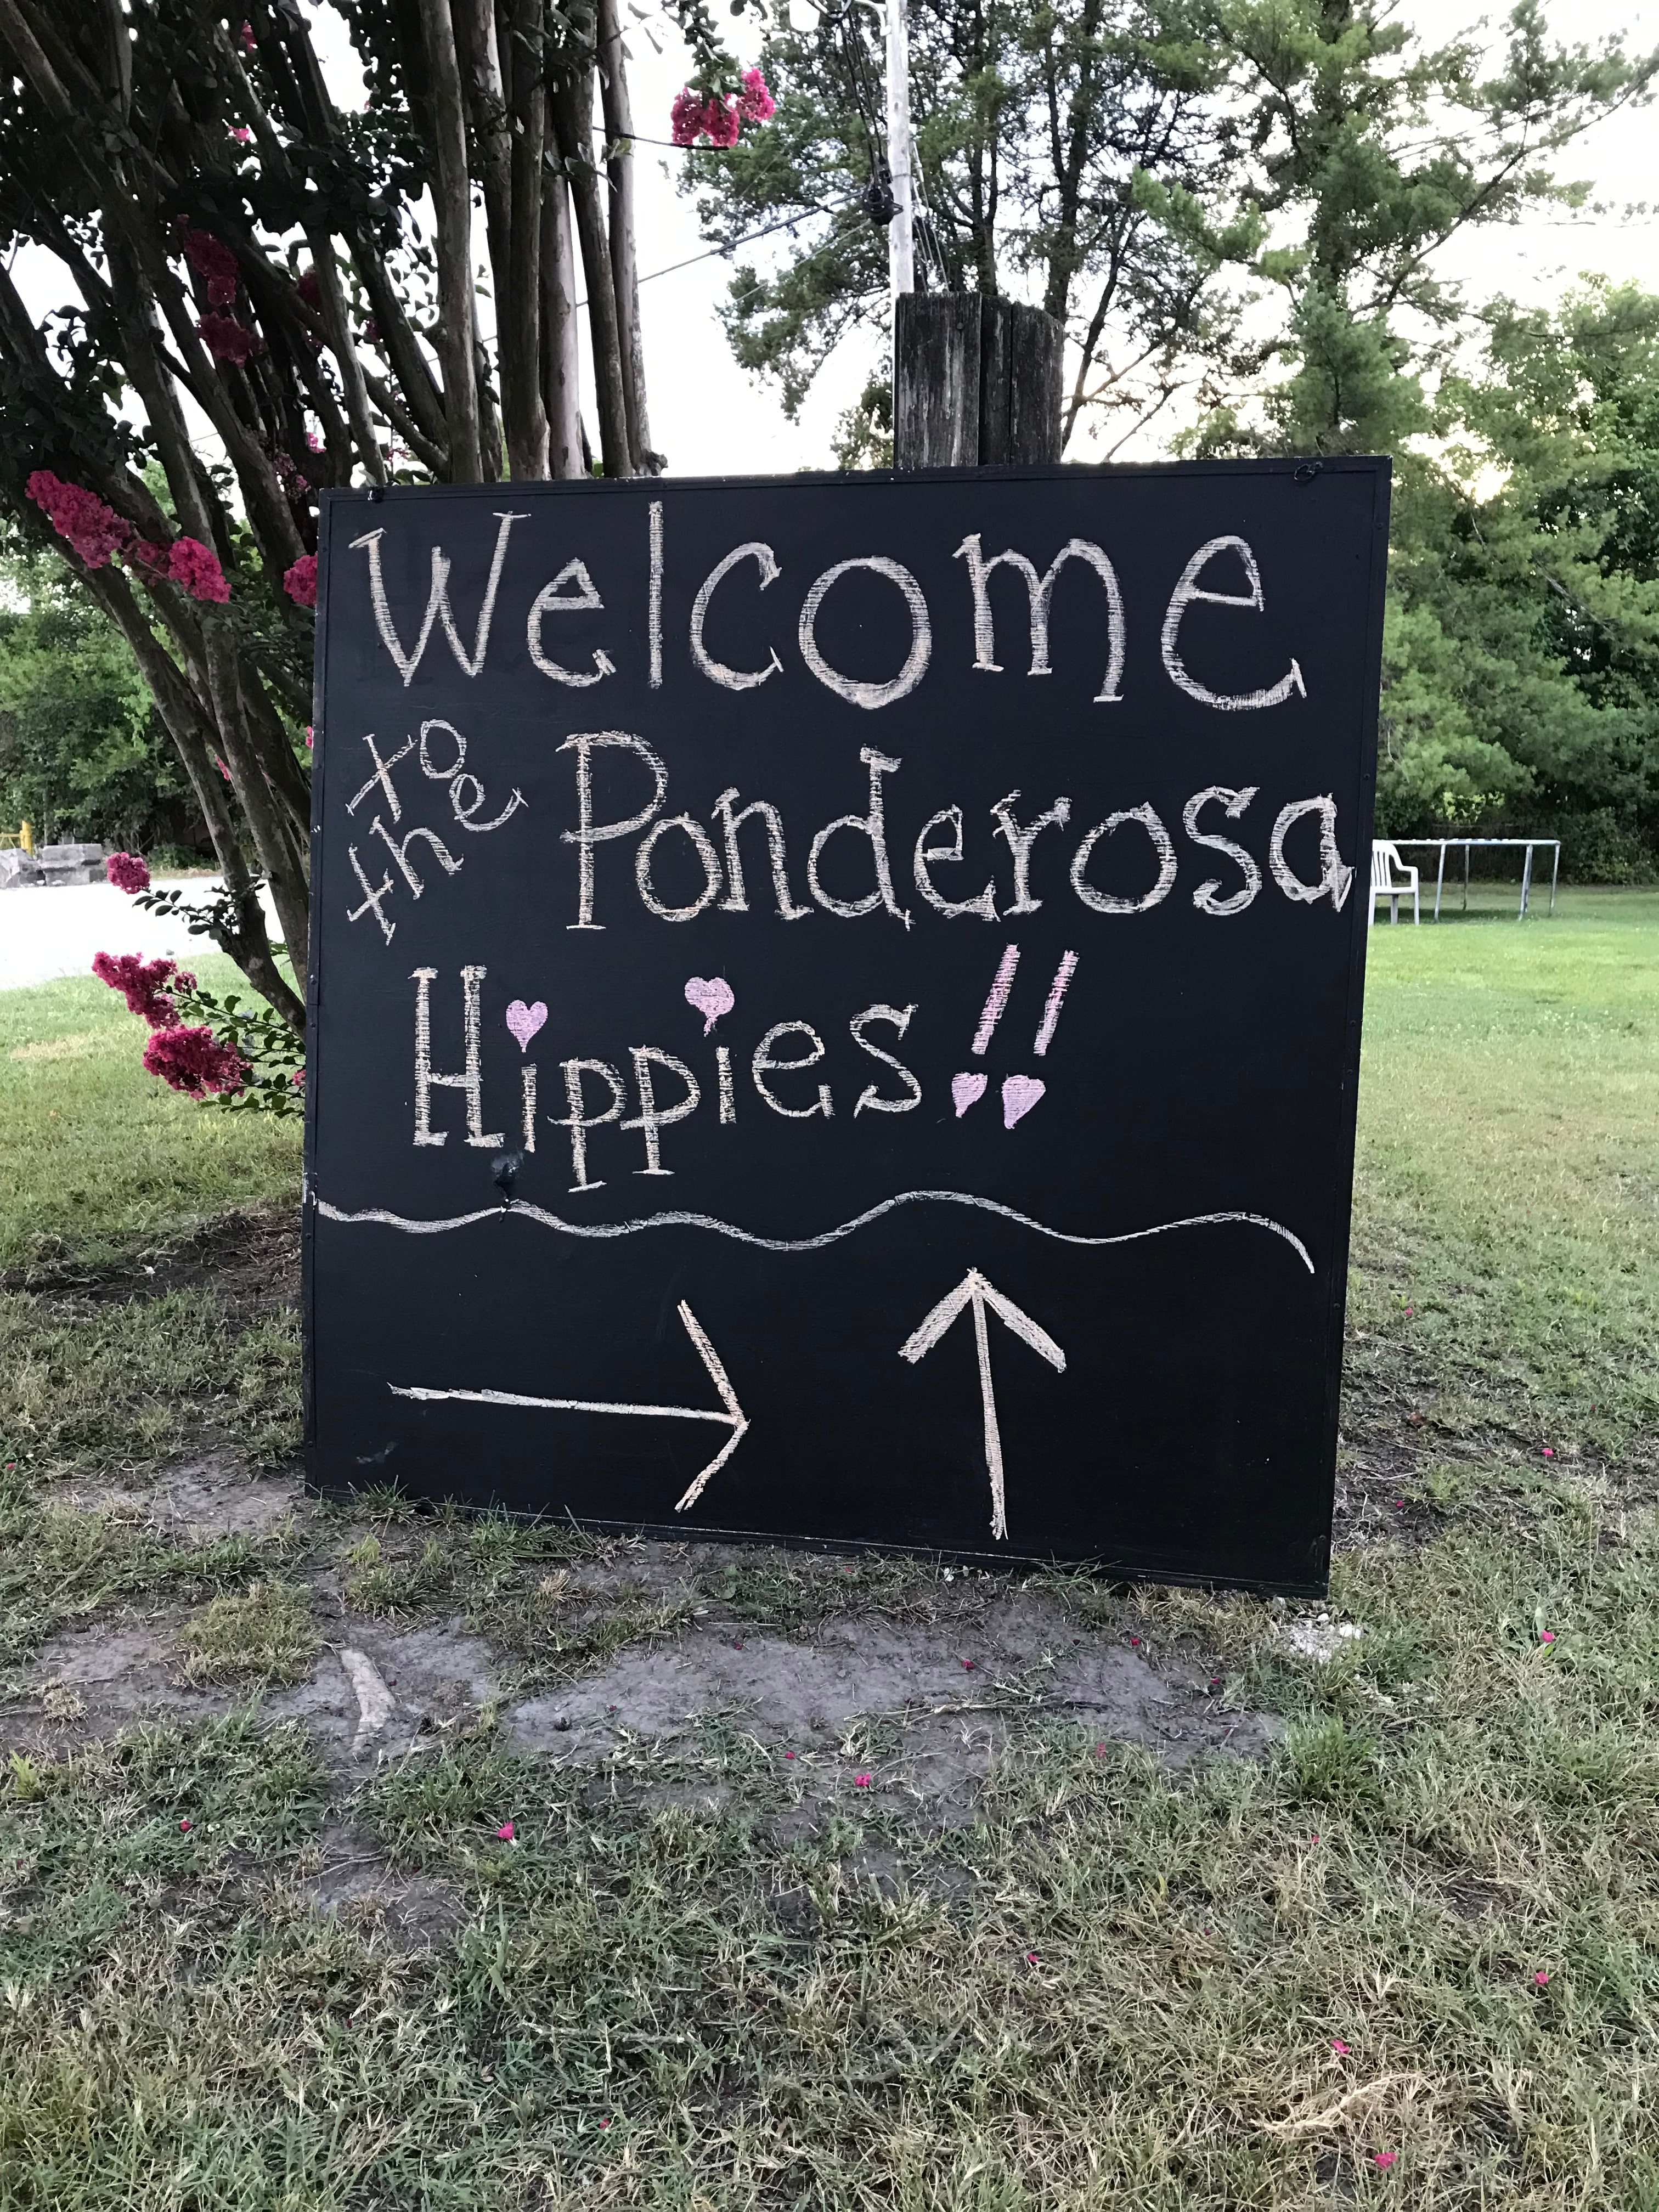 Welcome
to the Ponderosa
Hippies!!